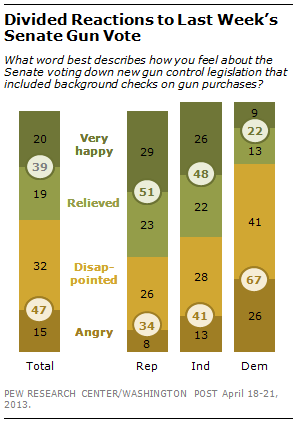 Divided Reactions to Last Week's
Senate Gun Vote
What word best describes how you feel about the
Senate voting down new gun control legislation that
included background checks on gun purchases?
20 Very happy 29 26 9
39 51 48 22
19 Relieved 23 22 13
32 Disap-pointed 26 28 41
47 34 41 67
15 Angry 8 13 26
Total Rep Ind Dem
PEW RESEARCH CENTER/WASHINGTON POST April 18-21,
2013.